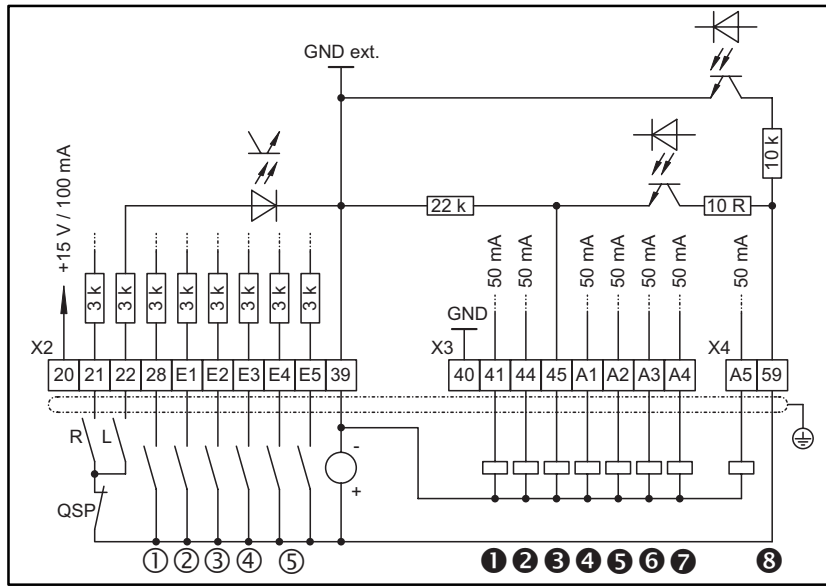 GND ext.
10 k
+15 V / 100 mA
22 k
10 R
3 k 3 k 3 k 3 k 3 k 3 k 3 k 3 k
50 mA 50 mA 50 mA 50 mA 50 mA 50 mA 50 mA
GND
X2 X3 X4
20 21 22 28 E1 E2 E3 E4 E5 39 40 41 44 45 A1 A2 A3 A4 A5 59
R L
-
+
QSP
① ② ③ ④ ⑤ ❶ ❷ ❸ ❹ ❺ ❻ ❼ ❽